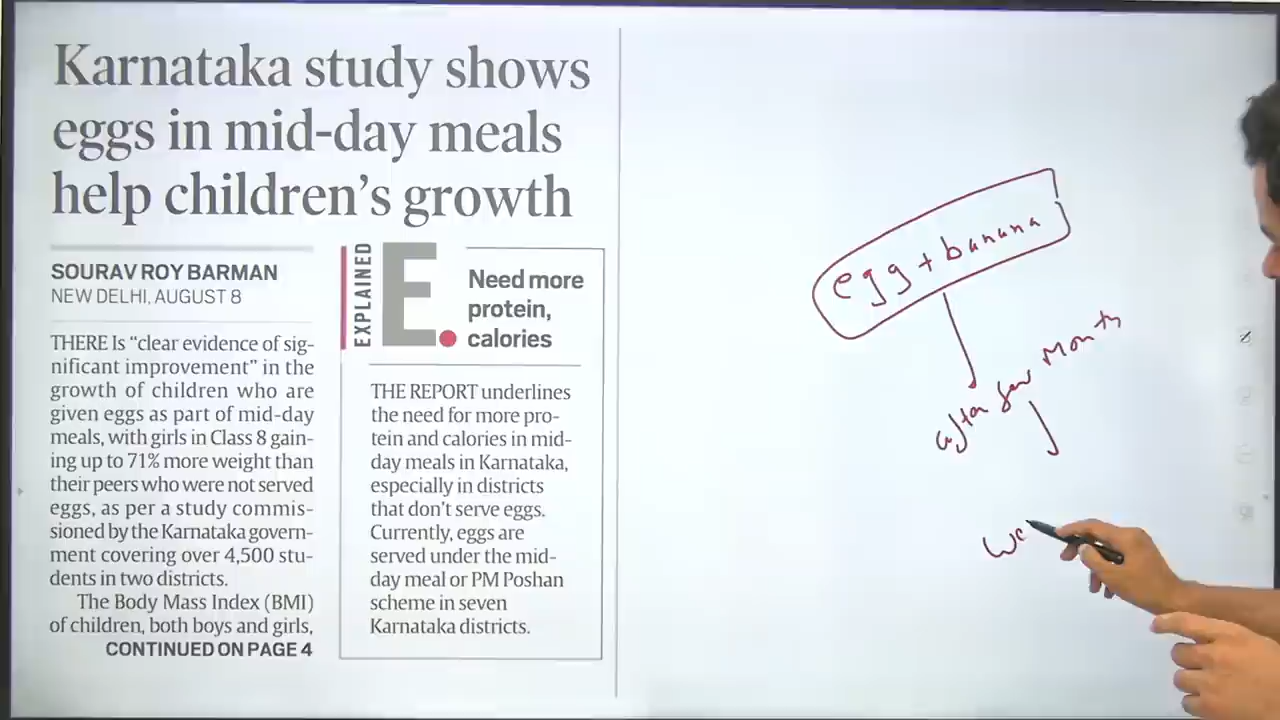 Karnataka study shows
eggs in mid-day meals
help children's growth
SOURAV ROY BARMAN
NEW DELHI, AUGUST 8
THERE Is "clear evidence of sig-
nificant improvement" in the
growth of children who are
given eggs as part of mid-day
meals, with girls in Class 8 gain-
ing up to 71% more weight than
their peers who were not served
eggs, as per a study commis-
sioned by the Karnataka govern-
ment covering over 4,500 stu-
dents in two districts.
The Body Mass Index (BMI)
of children, both boys and girls,
CONTINUED ON PAGE 4
EXPLAINED
E.
Need more
protein,
calories
THE REPORT underlines
the need for more pro-
tein and calories in mid-
day meals in Karnataka,
especially in districts
that don't serve eggs.
Currently, eggs are
served under the mid-
day meal or PM Poshan
scheme in seven
Karnataka districts.
egg + banana
after few Month
we